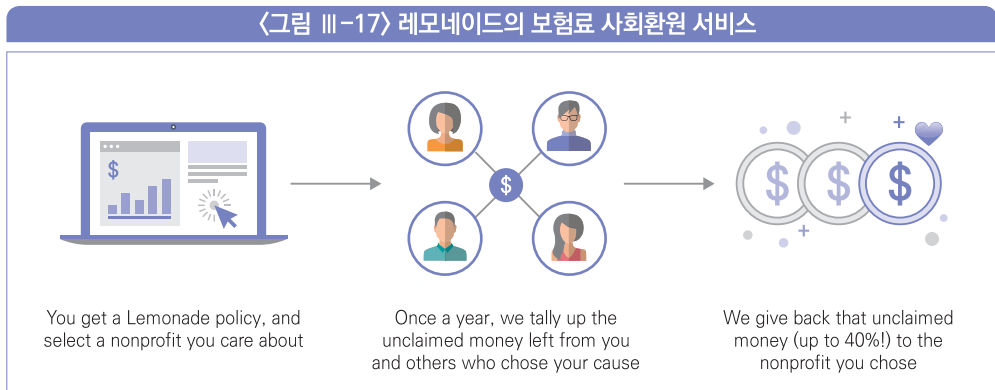 <그림 Ⅲ-17> 레모네이드의 보험료 사회환원 서비스
$
$
$ $ $
You get a Lemonade policy, and
select a nonprofit you care about
Once a year, we tally up the
unclaimed money left from you
and others who chose your cause
We give back that unclaimed
money (up to 40%!) to the
nonprofit you chose